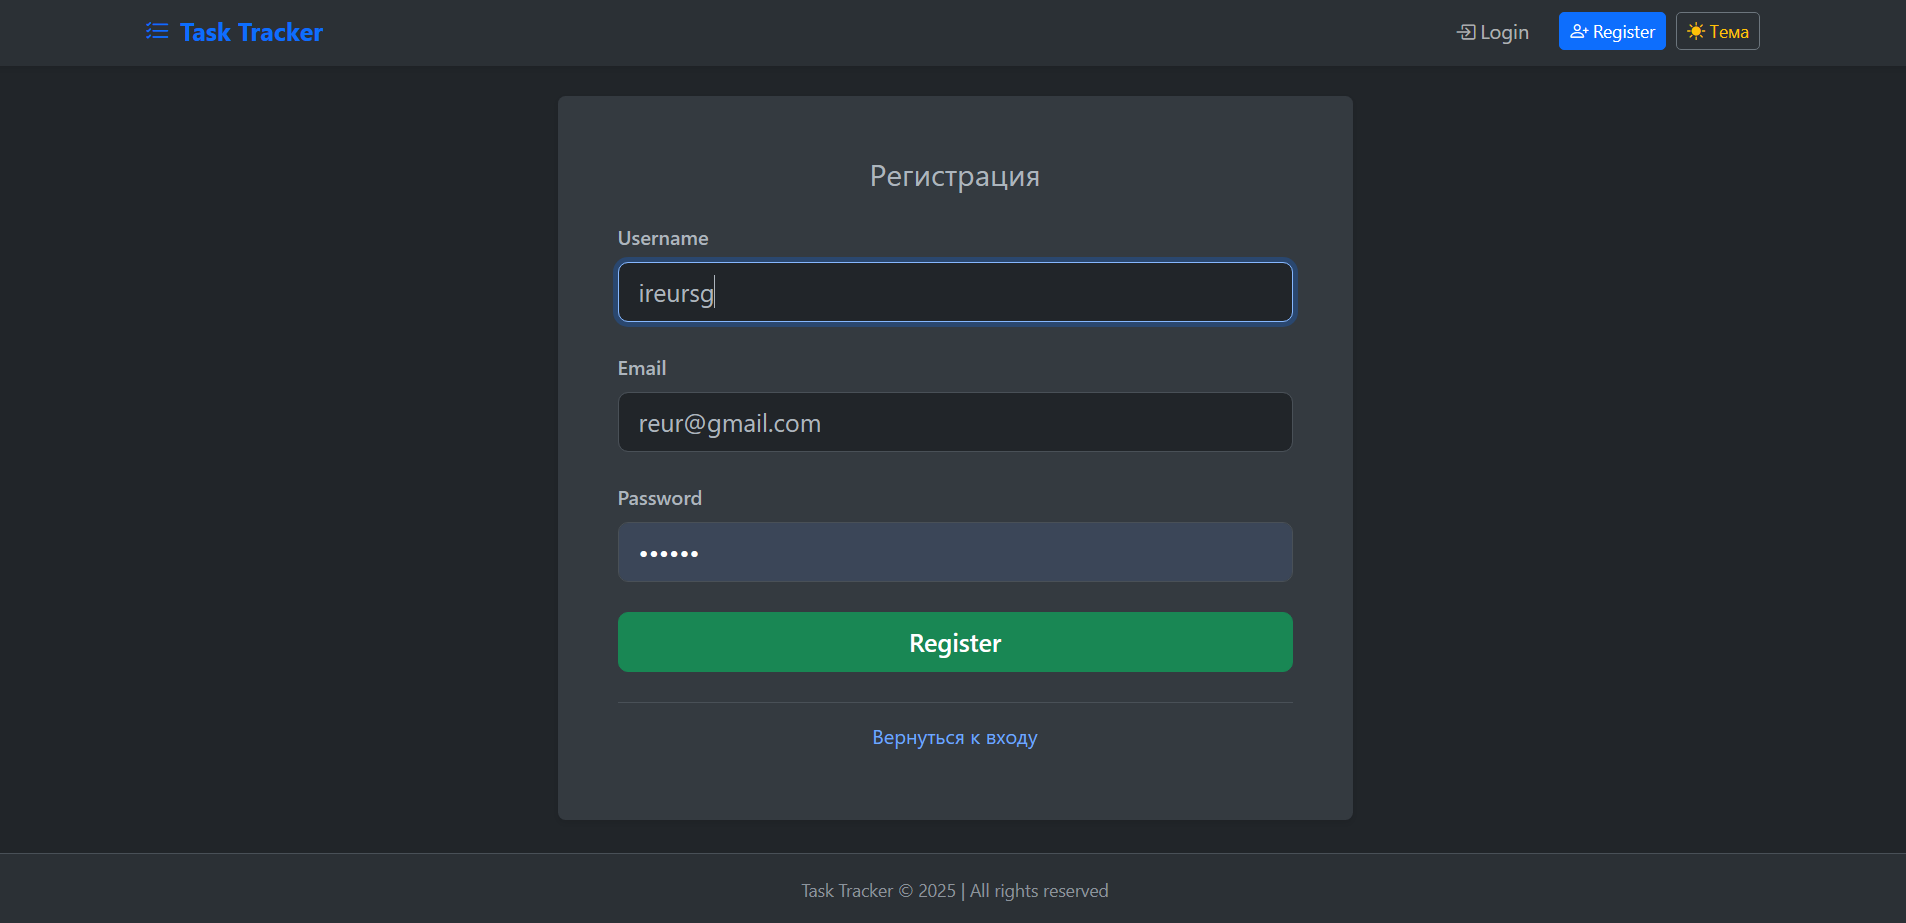 Task Tracker
Login Register Тема
Регистрация
Username
ireursg
Email
reur@gmail.com
Password
••••••
Register
Вернуться к входу
Task Tracker © 2025 | All rights reserved